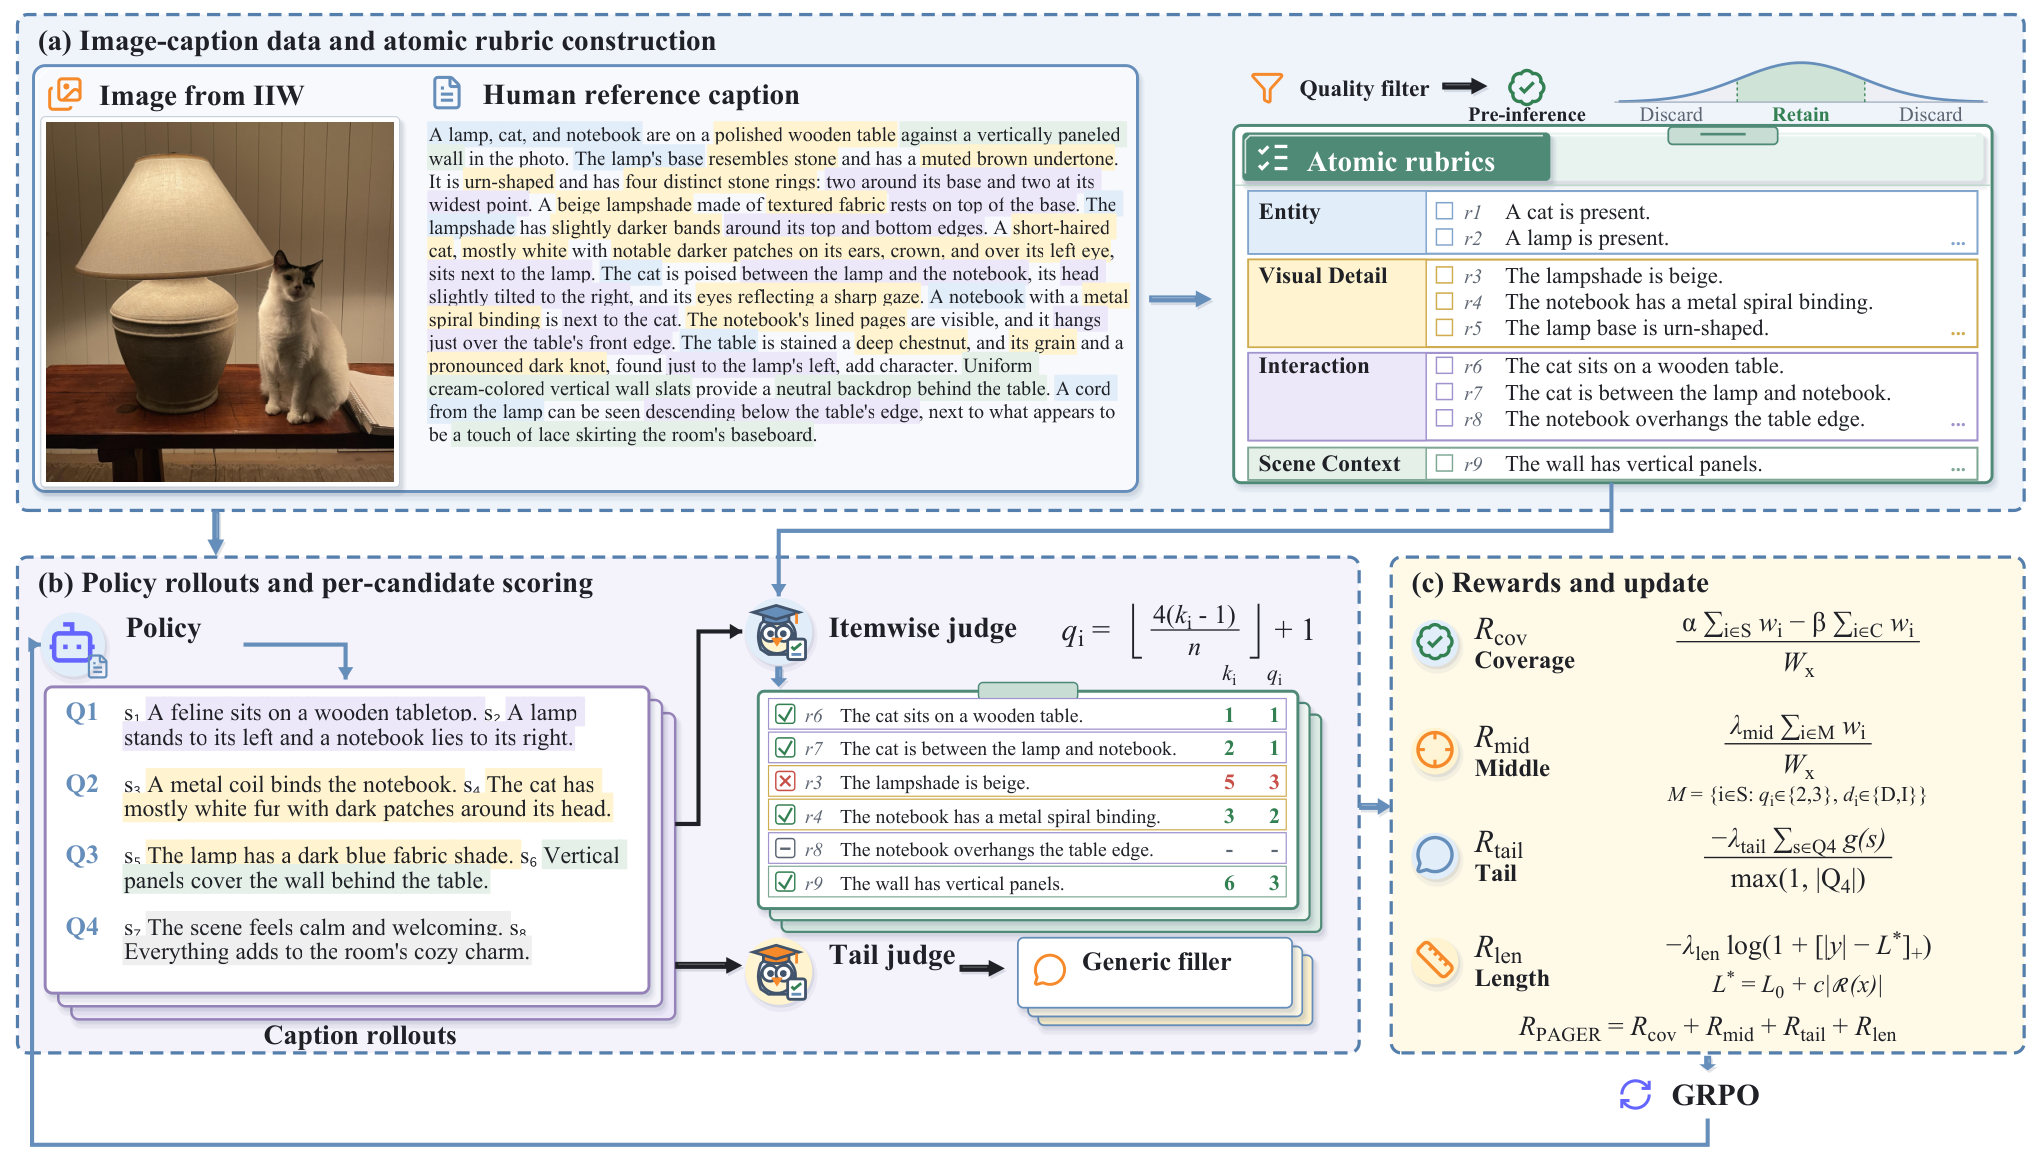 (a) Image-caption data and atomic rubric construction
Image from IIW
Human reference caption
A lamp, cat, and notebook are on a polished wooden table against a vertically paneled
wall in the photo. The lamp's base resembles stone and has a muted brown undertone.
It is urn-shaped and has four distinct stone rings: two around its base and two at its
widest point. A beige lampshade made of textured fabric rests on top of the base. The
lampshade has slightly darker bands around its top and bottom edges. A short-haired
cat, mostly white with notable darker patches on its ears, crown, and over its left eye,
sits next to the lamp. The cat is poised between the lamp and the notebook, its head
slightly tilted to the right, and its eyes reflecting a sharp gaze. A notebook with a metal
spiral binding is next to the cat. The notebook's lined pages are visible, and it hangs
just over the table's front edge. The table is stained a deep chestnut, and its grain and a
pronounced dark knot, found just to the lamp's left, add character. Uniform
cream-colored vertical wall slats provide a neutral backdrop behind the table. A cord
from the lamp can be seen descending below the table's edge, next to what appears to
be a touch of lace skirting the room's baseboard.
Quality filter
Pre-inference
Discard Retain Discard
Atomic rubrics
Entity
r1 A cat is present.
r2 A lamp is present. ...
Visual Detail
r3 The lampshade is beige.
r4 The notebook has a metal spiral binding.
r5 The lamp base is urn-shaped. ...
Interaction
r6 The cat sits on a wooden table.
r7 The cat is between the lamp and notebook.
r8 The notebook overhangs the table edge. ...
Scene Context r9 The wall has vertical panels. ...
(b) Policy rollouts and per-candidate scoring
Policy
Q1 s₁ A feline sits on a wooden tabletop. s₂ A lamp
stands to its left and a notebook lies to its right.
Q2 s₃ A metal coil binds the notebook. s₄ The cat has
mostly white fur with dark patches around its head.
Q3 s₅ The lamp has a dark blue fabric shade. s₆ Vertical
panels cover the wall behind the table.
Q4 s₇ The scene feels calm and welcoming. s₈
Everything adds to the room's cozy charm.
Caption rollouts
Itemwise judge
qᵢ = ⌊ 4(kᵢ - 1) / n ⌋ + 1
kᵢ qᵢ
r6 The cat sits on a wooden table. 1 1
r7 The cat is between the lamp and notebook. 2 1
r3 The lampshade is beige. 5 3
r4 The notebook has a metal spiral binding. 3 2
r8 The notebook overhangs the table edge. - -
r9 The wall has vertical panels. 6 3
Tail judge
Generic filler
(c) Rewards and update
R_cov
Coverage
α ∑_{i∈S} wᵢ − β ∑_{i∈C} wᵢ
Wₓ
R_mid
Middle
λ_mid ∑_{i∈M} wᵢ
Wₓ
M = {i∈S: qᵢ∈{2,3}, dᵢ∈{D,I}}
R_tail
Tail
−λ_tail ∑_{s∈Q4} g(s)
max(1, |Q₄|)
R_len
Length
−λ_len log(1 + [|y| − L*]₊)
L* = L₀ + c|𝓡(x)|
R_PAGER = R_cov + R_mid + R_tail + R_len
GRPO